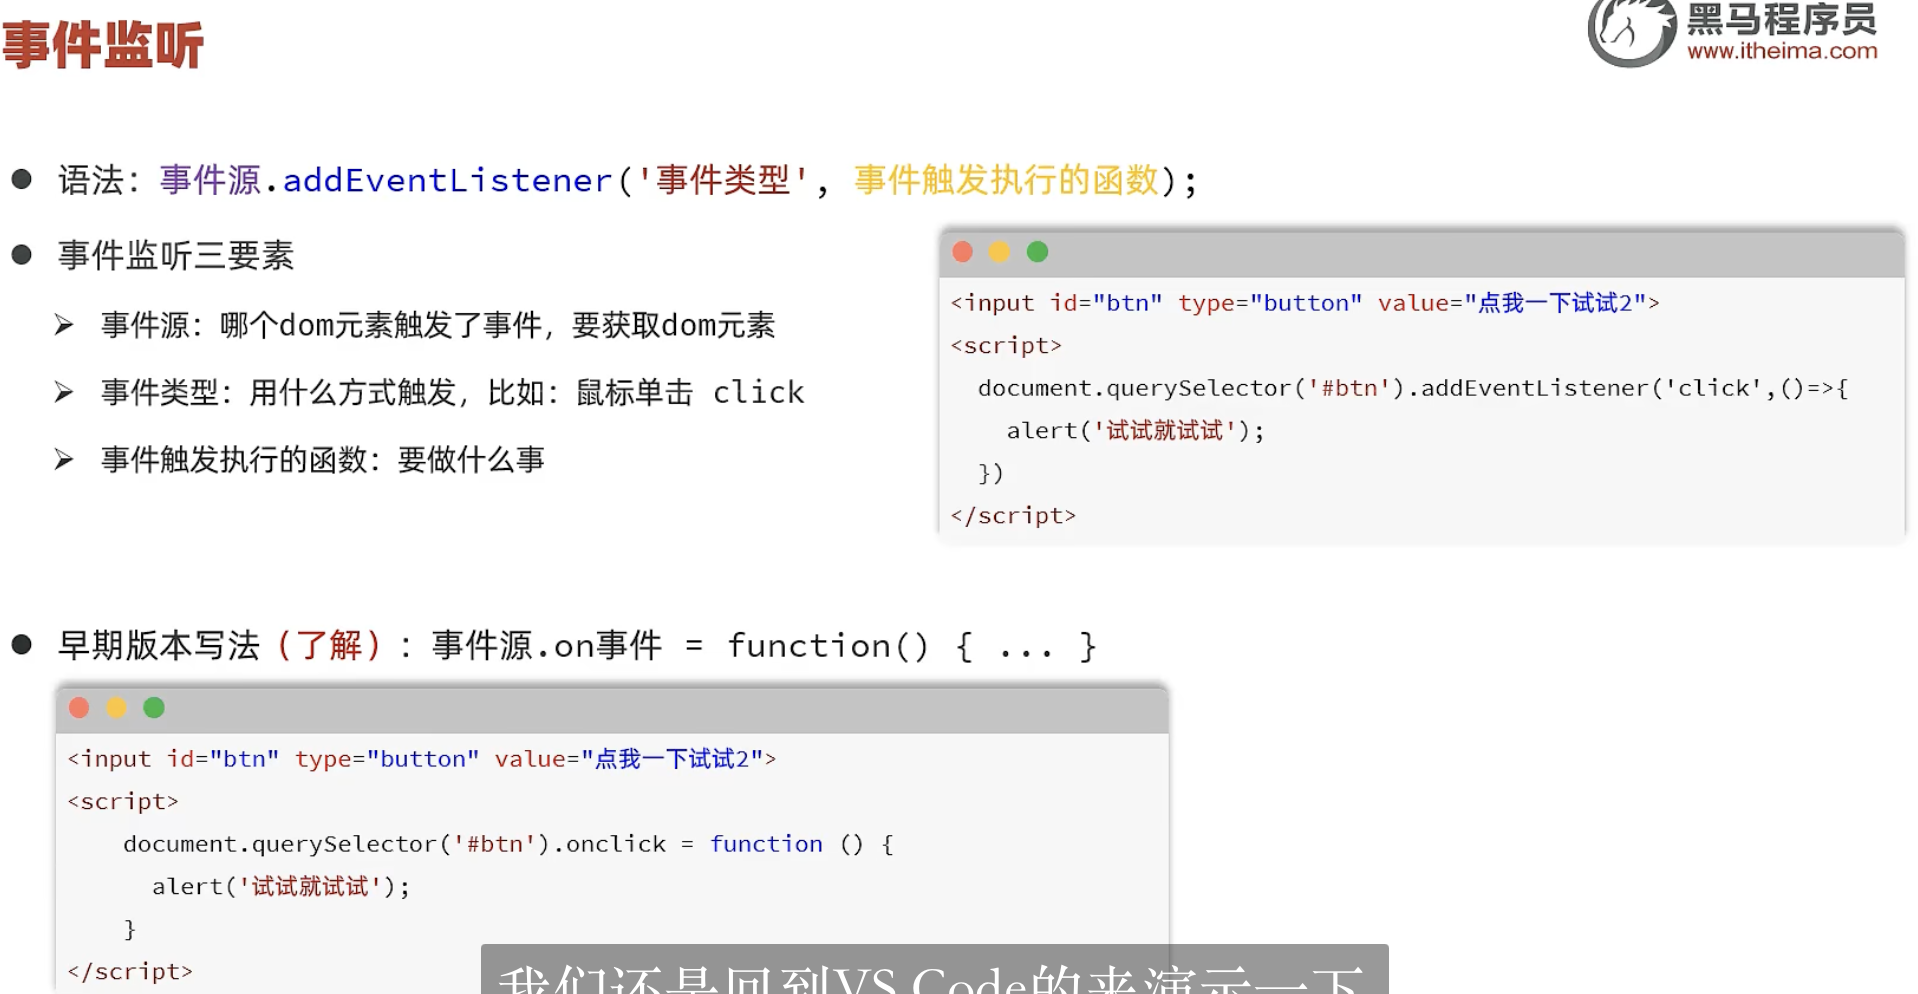 事件监听
黑马程序员
www.itheima.com
语法：事件源.addEventListener('事件类型', 事件触发执行的函数);
事件监听三要素
事件源：哪个dom元素触发了事件，要获取dom元素
事件类型：用什么方式触发，比如：鼠标单击 click
事件触发执行的函数：要做什么事
<input id="btn" type="button" value="点我一下试试2">
<script>
document.querySelector('#btn').addEventListener('click',()=>{
alert('试试就试试');
})
</script>
早期版本写法（了解）：事件源.on事件 = function() { ... }
<input id="btn" type="button" value="点我一下试试2">
<script>
document.querySelector('#btn').onclick = function () {
alert('试试就试试');
}
</script>
我们还是回到VS Code的来演示一下